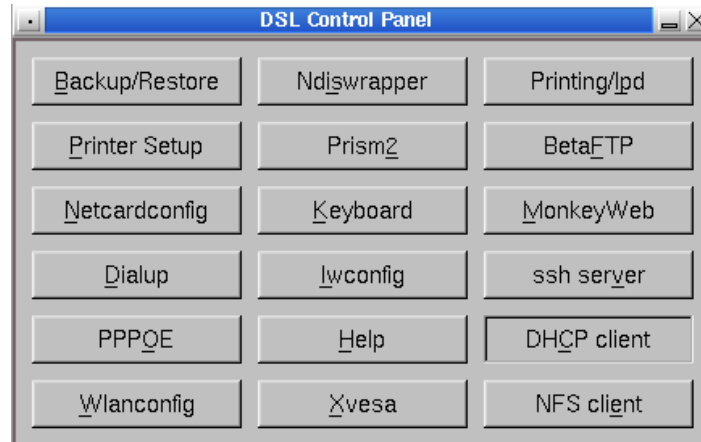 DSL Control Panel
Backup/Restore Ndiswrapper Printing/lpd
Printer Setup Prism2 BetaFTP
Netcardconfig Keyboard MonkeyWeb
Dialup Iwconfig ssh server
PPPOE Help DHCP client
Wlanconfig Xvesa NFS client